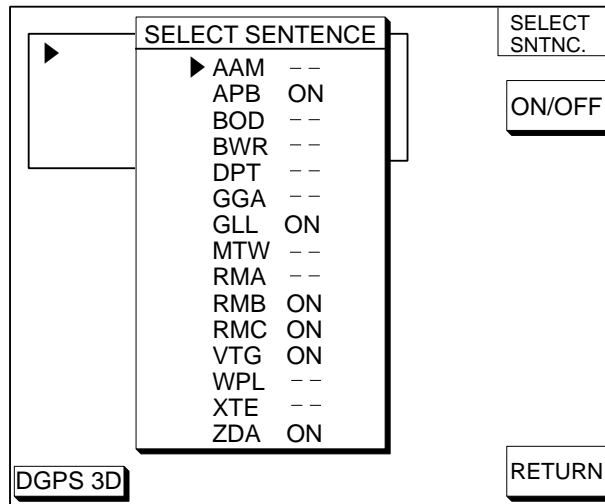 SELECT SENTENCE
AAM – –
APB ON
BOD – –
BWR – –
DPT – –
GGA – –
GLL ON
MTW – –
RMA – –
RMB ON
RMC ON
VTG ON
WPL – –
XTE – –
ZDA ON
SELECT
SNTNC.
ON/OFF
RETURN
DGPS 3D